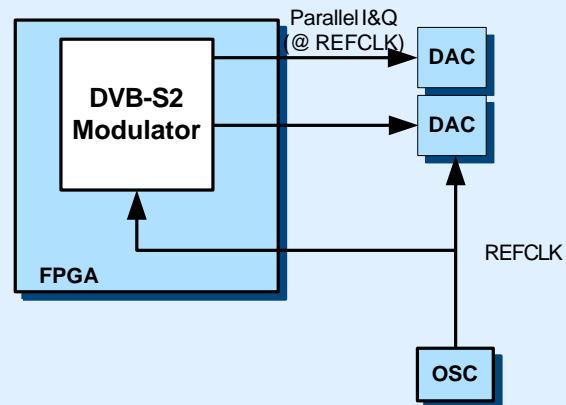 Parallel I&Q
(@ REFCLK)
DAC
DVB-S2
Modulator
DAC
REFCLK
FPGA
OSC